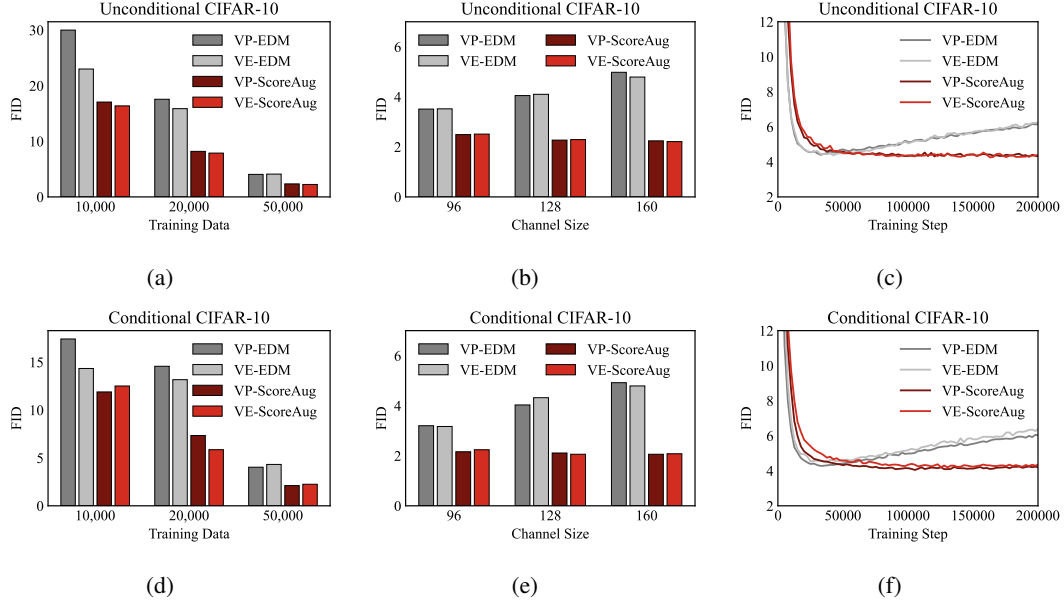 Unconditional CIFAR-10
FID
30
20
10
0
VP-EDM
VE-EDM
VP-ScoreAug
VE-ScoreAug
10,000 20,000 50,000
Training Data
(a)
Unconditional CIFAR-10
FID
6
4
2
0
VP-EDM VP-ScoreAug
VE-EDM VE-ScoreAug
96 128 160
Channel Size
(b)
Unconditional CIFAR-10
FID
12
10
8
6
4
2
VP-EDM
VE-EDM
VP-ScoreAug
VE-ScoreAug
0 50000 100000 150000 200000
Training Step
(c)
Conditional CIFAR-10
FID
15
10
5
0
VP-EDM
VE-EDM
VP-ScoreAug
VE-ScoreAug
10,000 20,000 50,000
Training Data
(d)
Conditional CIFAR-10
FID
6
4
2
0
VP-EDM VP-ScoreAug
VE-EDM VE-ScoreAug
96 128 160
Channel Size
(e)
Conditional CIFAR-10
FID
12
10
8
6
4
2
VP-EDM
VE-EDM
VP-ScoreAug
VE-ScoreAug
0 50000 100000 150000 200000
Training Step
(f)